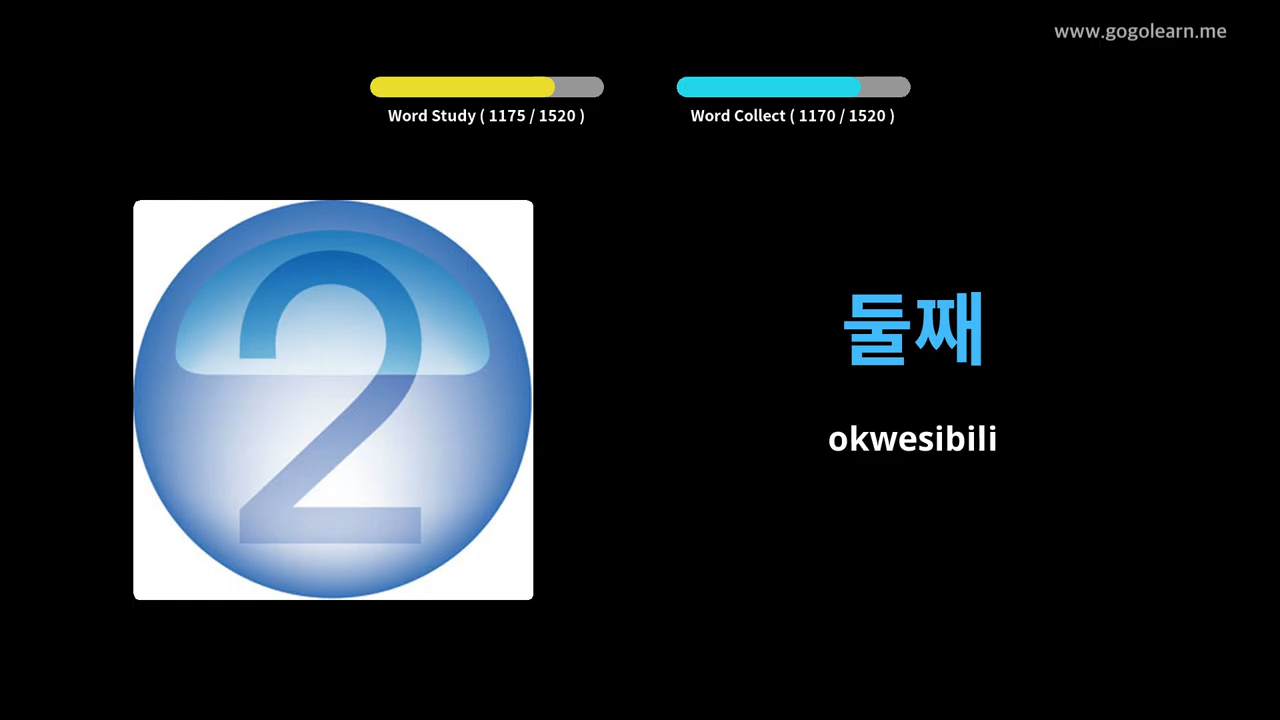 www.gogolearn.me
Word Study ( 1175 / 1520 )
Word Collect ( 1170 / 1520 )
2
둘째
okwesibili